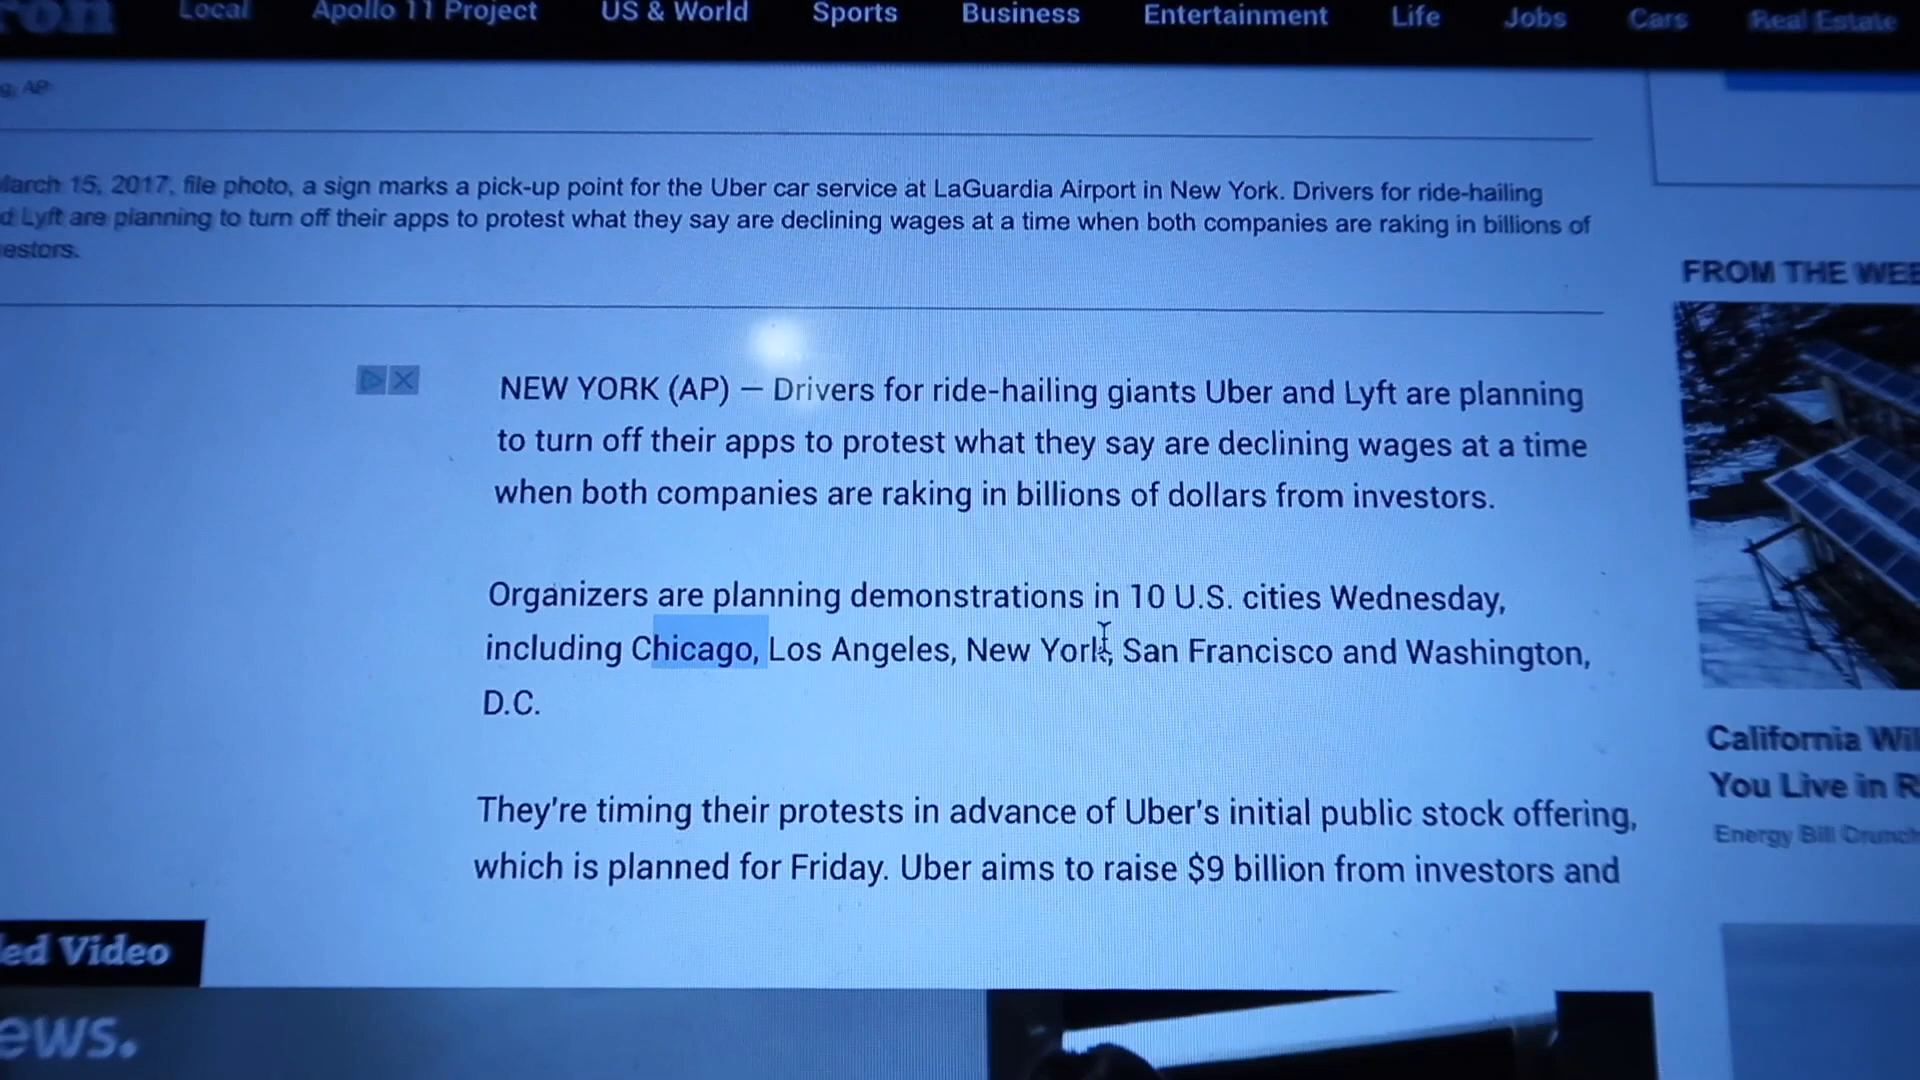 Local Apollo 11 Project US & World Sports Business Entertainment Life Jobs Cars Real Estate
AP
March 15, 2017, file photo, a sign marks a pick-up point for the Uber car service at LaGuardia Airport in New York. Drivers for ride-hailing
Lyft are planning to turn off their apps to protest what they say are declining wages at a time when both companies are raking in billions of
estors.
NEW YORK (AP) — Drivers for ride-hailing giants Uber and Lyft are planning
to turn off their apps to protest what they say are declining wages at a time
when both companies are raking in billions of dollars from investors.
Organizers are planning demonstrations in 10 U.S. cities Wednesday,
including Chicago, Los Angeles, New York, San Francisco and Washington,
D.C.
They're timing their protests in advance of Uber's initial public stock offering,
which is planned for Friday. Uber aims to raise $9 billion from investors and
ed Video
ews.
FROM THE WEB
California Wil
You Live in R
Energy Bill Crunch